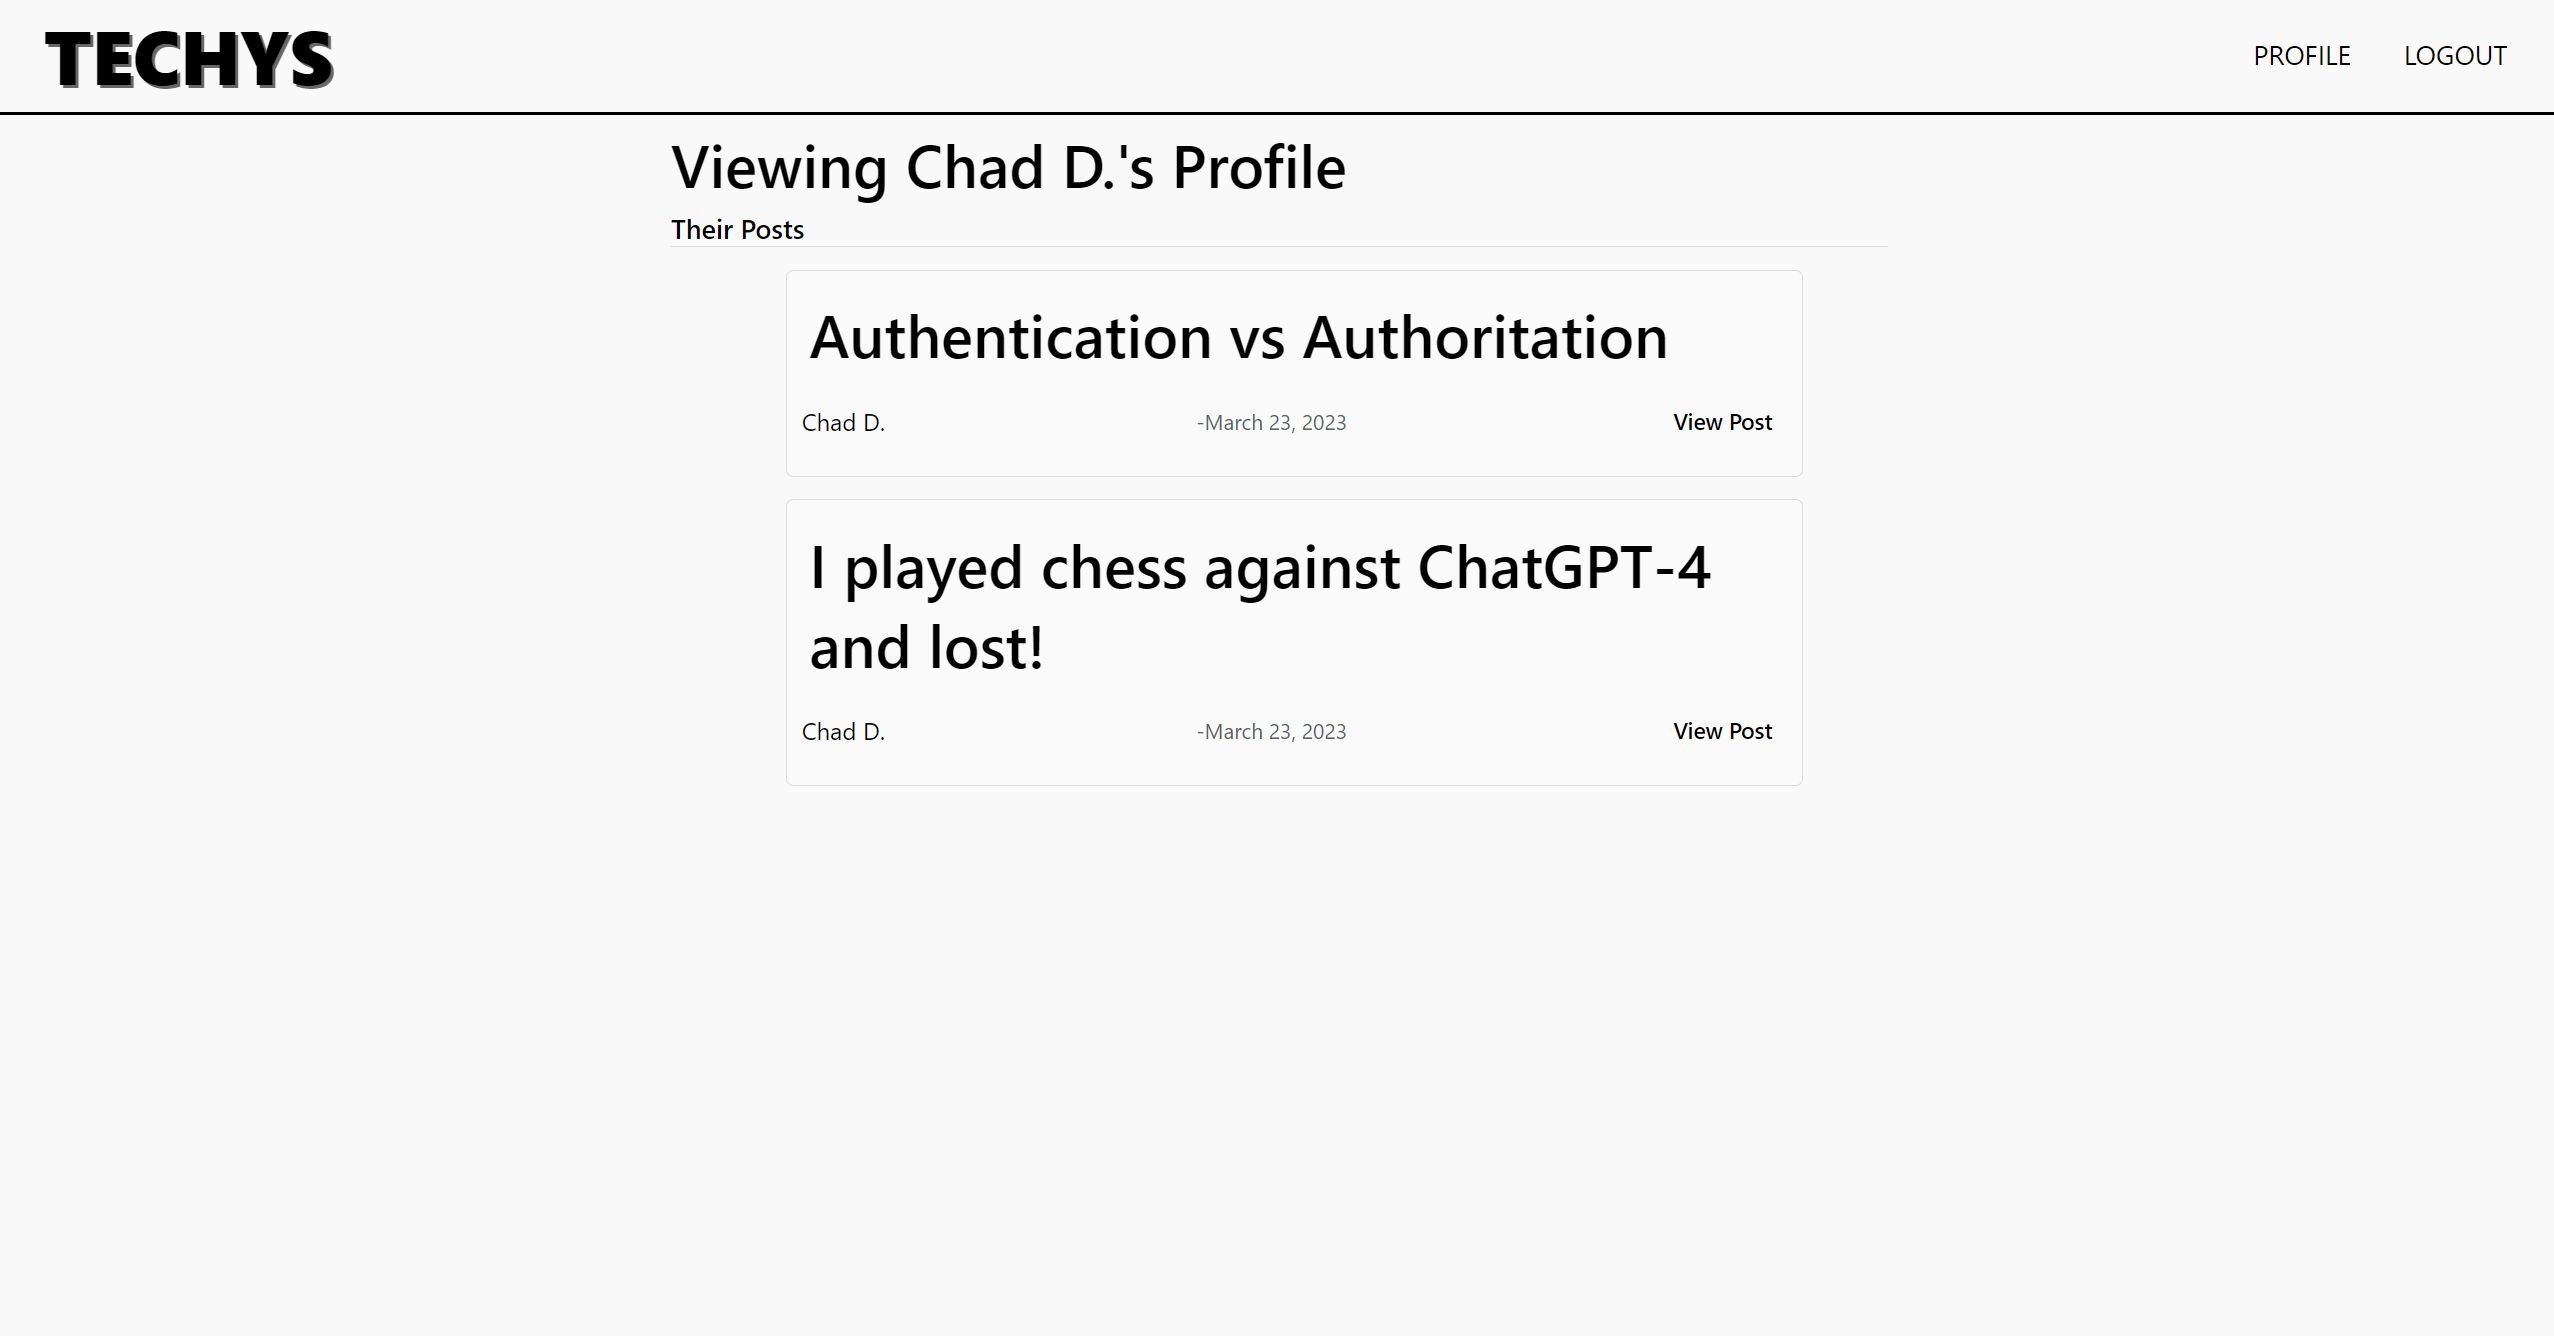 TECHYS
PROFILE LOGOUT
Viewing Chad D.'s Profile
Their Posts
Authentication vs Authoritation
Chad D. -March 23, 2023 View Post
I played chess against ChatGPT-4
and lost!
Chad D. -March 23, 2023 View Post